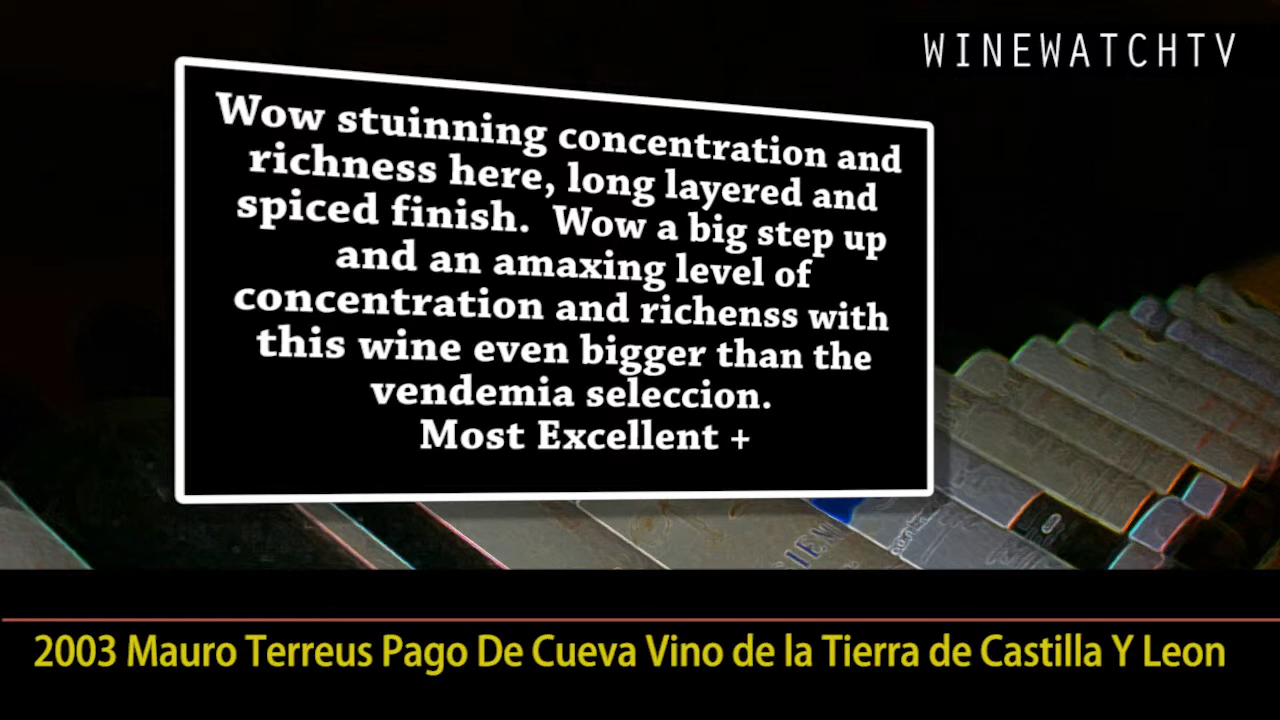 WINEWATCHTV
Wow stuinning concentration and
richness here, long layered and
spiced finish. Wow a big step up
and an amaxing level of
concentration and richenss with
this wine even bigger than the
vendemia seleccion.
Most Excellent +
2003 Mauro Terreus Pago De Cueva Vino de la Tierra de Castilla Y Leon